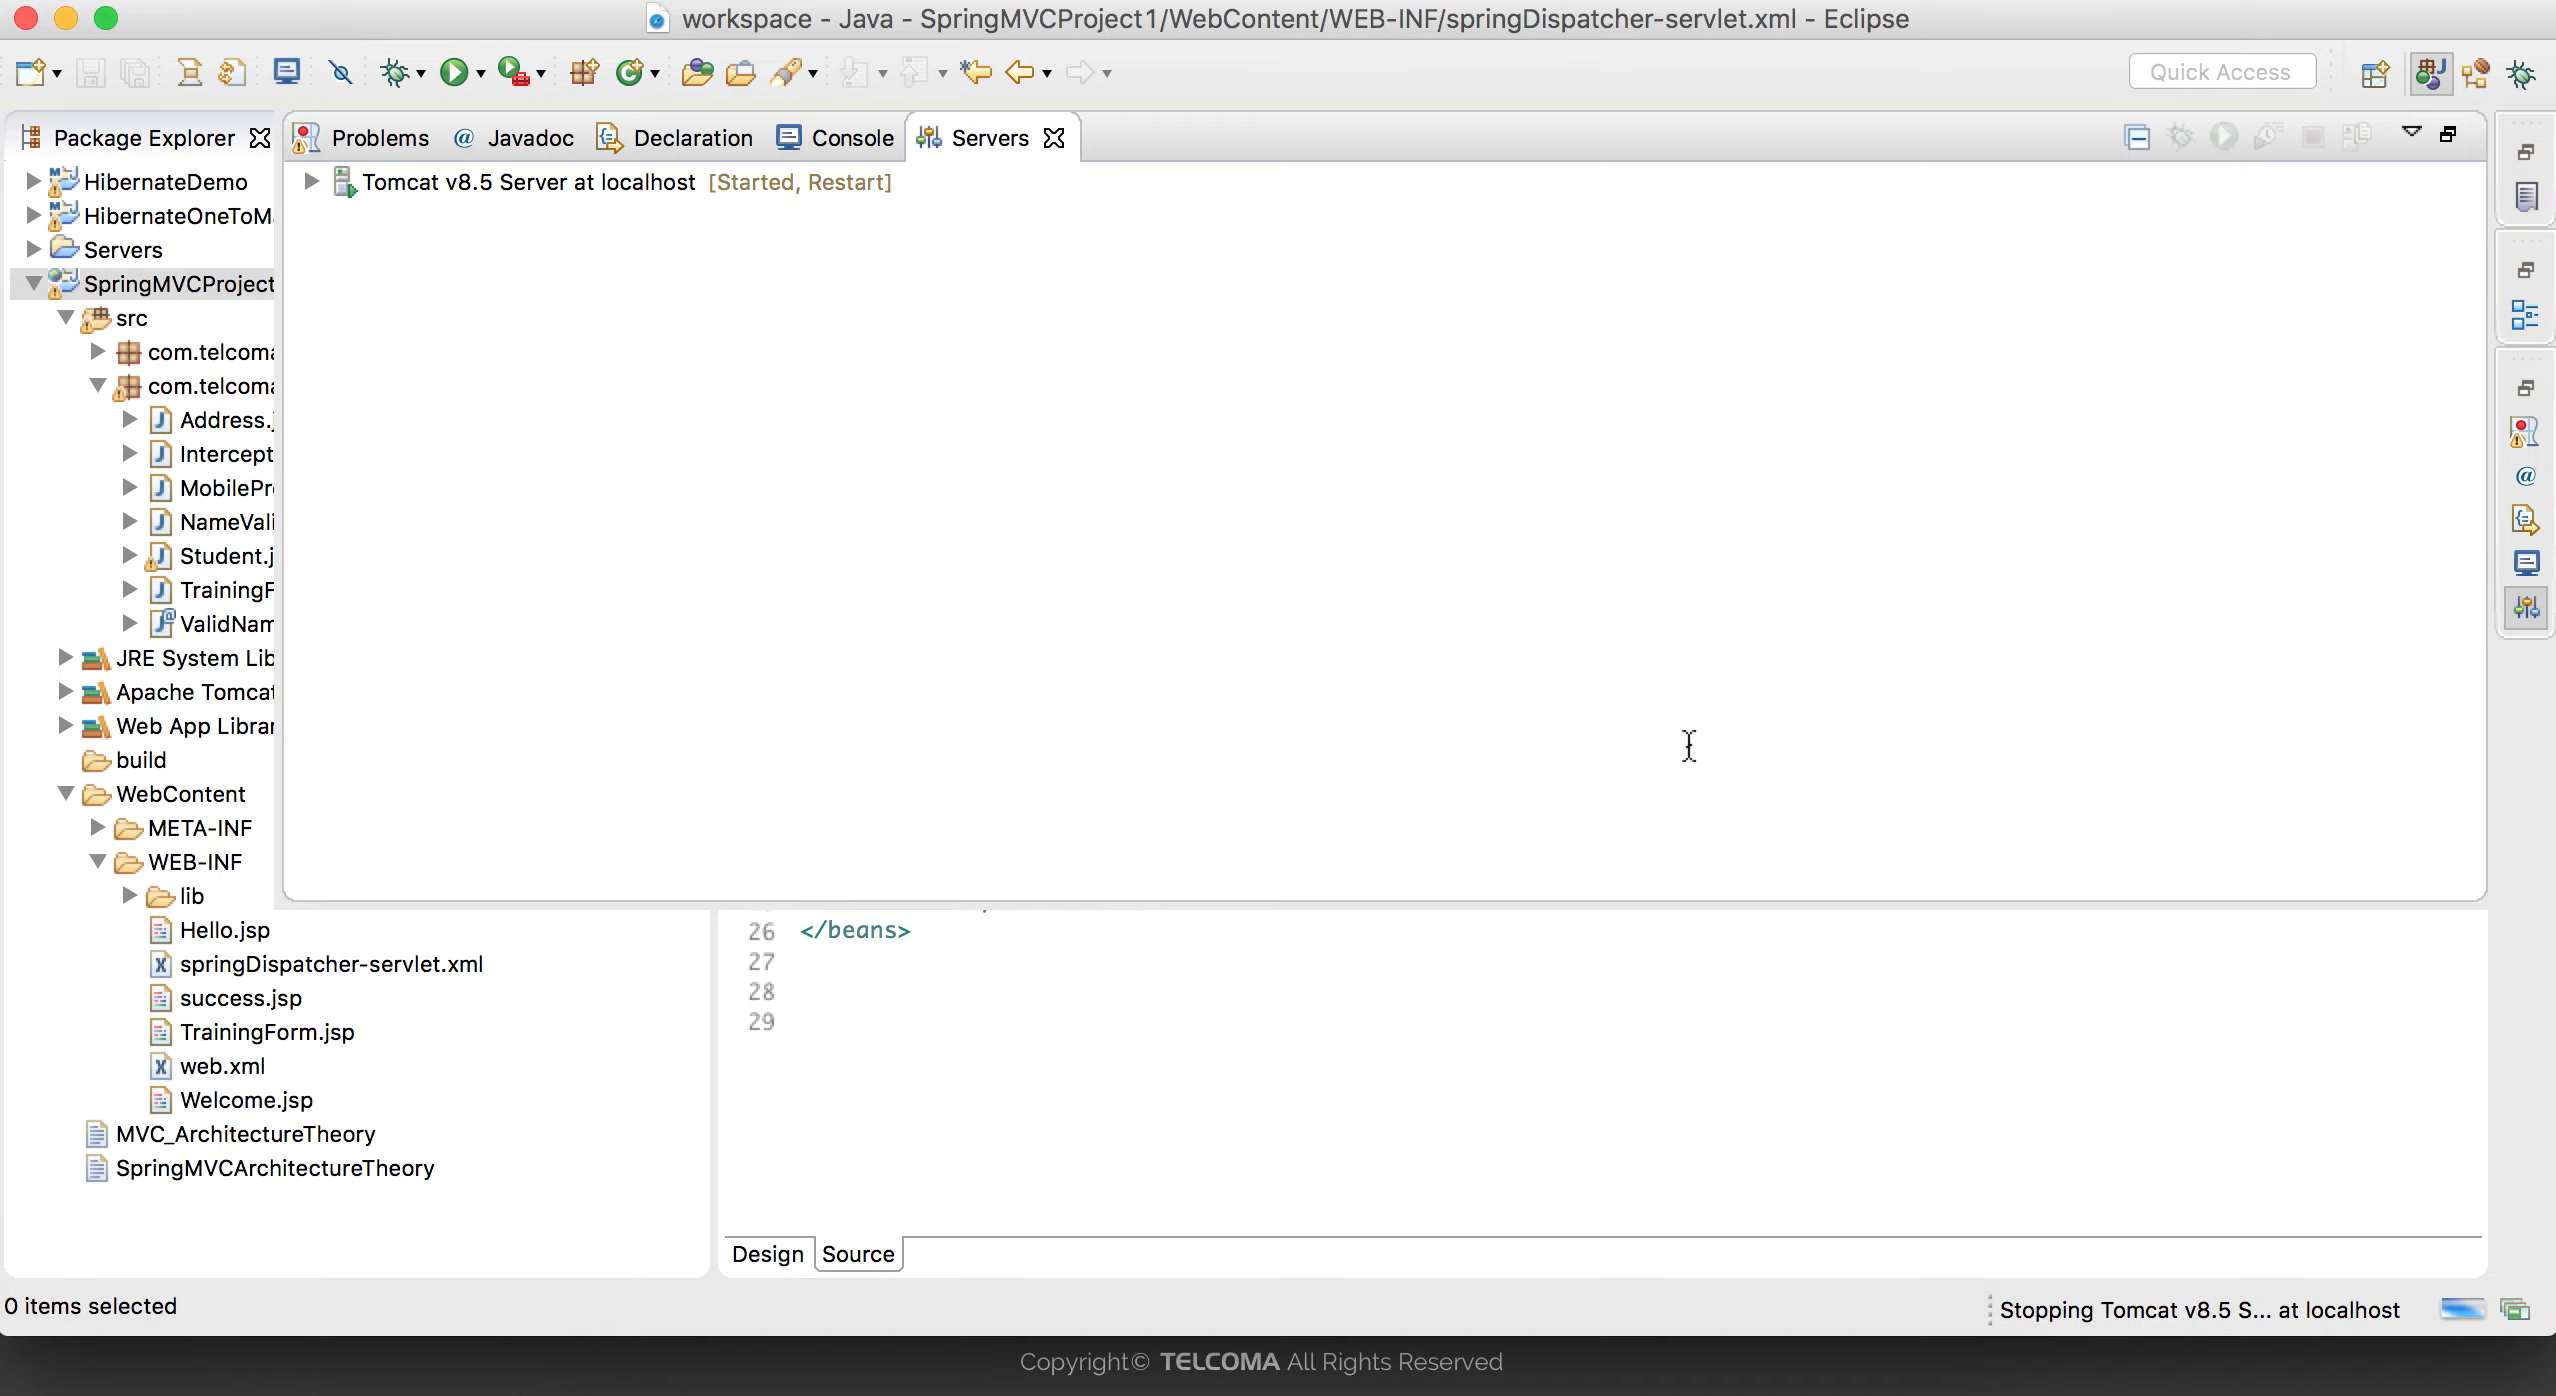 workspace - Java - SpringMVCProject1/WebContent/WEB-INF/springDispatcher-servlet.xml - Eclipse
Quick Access
Package Explorer
Problems
@ Javadoc
Declaration
Console
Servers
Tomcat v8.5 Server at localhost [Started, Restart]
HibernateDemo
HibernateOneToM
Servers
SpringMVCProject
src
com.telcoma
com.telcoma
Address.j
Intercept
MobilePr
NameVali
Student.j
TrainingF
ValidNam
JRE System Lib
Apache Tomcat
Web App Librar
build
WebContent
META-INF
WEB-INF
lib
Hello.jsp
springDispatcher-servlet.xml
success.jsp
TrainingForm.jsp
web.xml
Welcome.jsp
MVC_ArchitectureTheory
SpringMVCArchitectureTheory
26 </beans>
27
28
29
Design
Source
0 items selected
Stopping Tomcat v8.5 S... at localhost
Copyright© TELCOMA All Rights Reserved